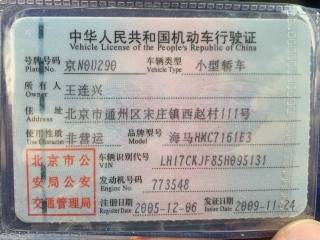 中华人民共和国机动车行驶证
Vehicle License of the People's Republic of China
号牌号码 京N0U290 车辆类型 小型轿车
Plate No. Vehicle Type
所有人 王连兴
Owner
住址 北京市通州区宋庄镇西赵村111号
Address
使用性质 非营运 品牌型号 海马HMC7161E3
Use Character Model
北京市公安局公安交通管理局
车辆识别代号 LH17CKJF85H095131
VIN
发动机号码 773548
Engine No.
注册日期 2005-12-06 发证日期 2009-11-24
Register Date Issue Date